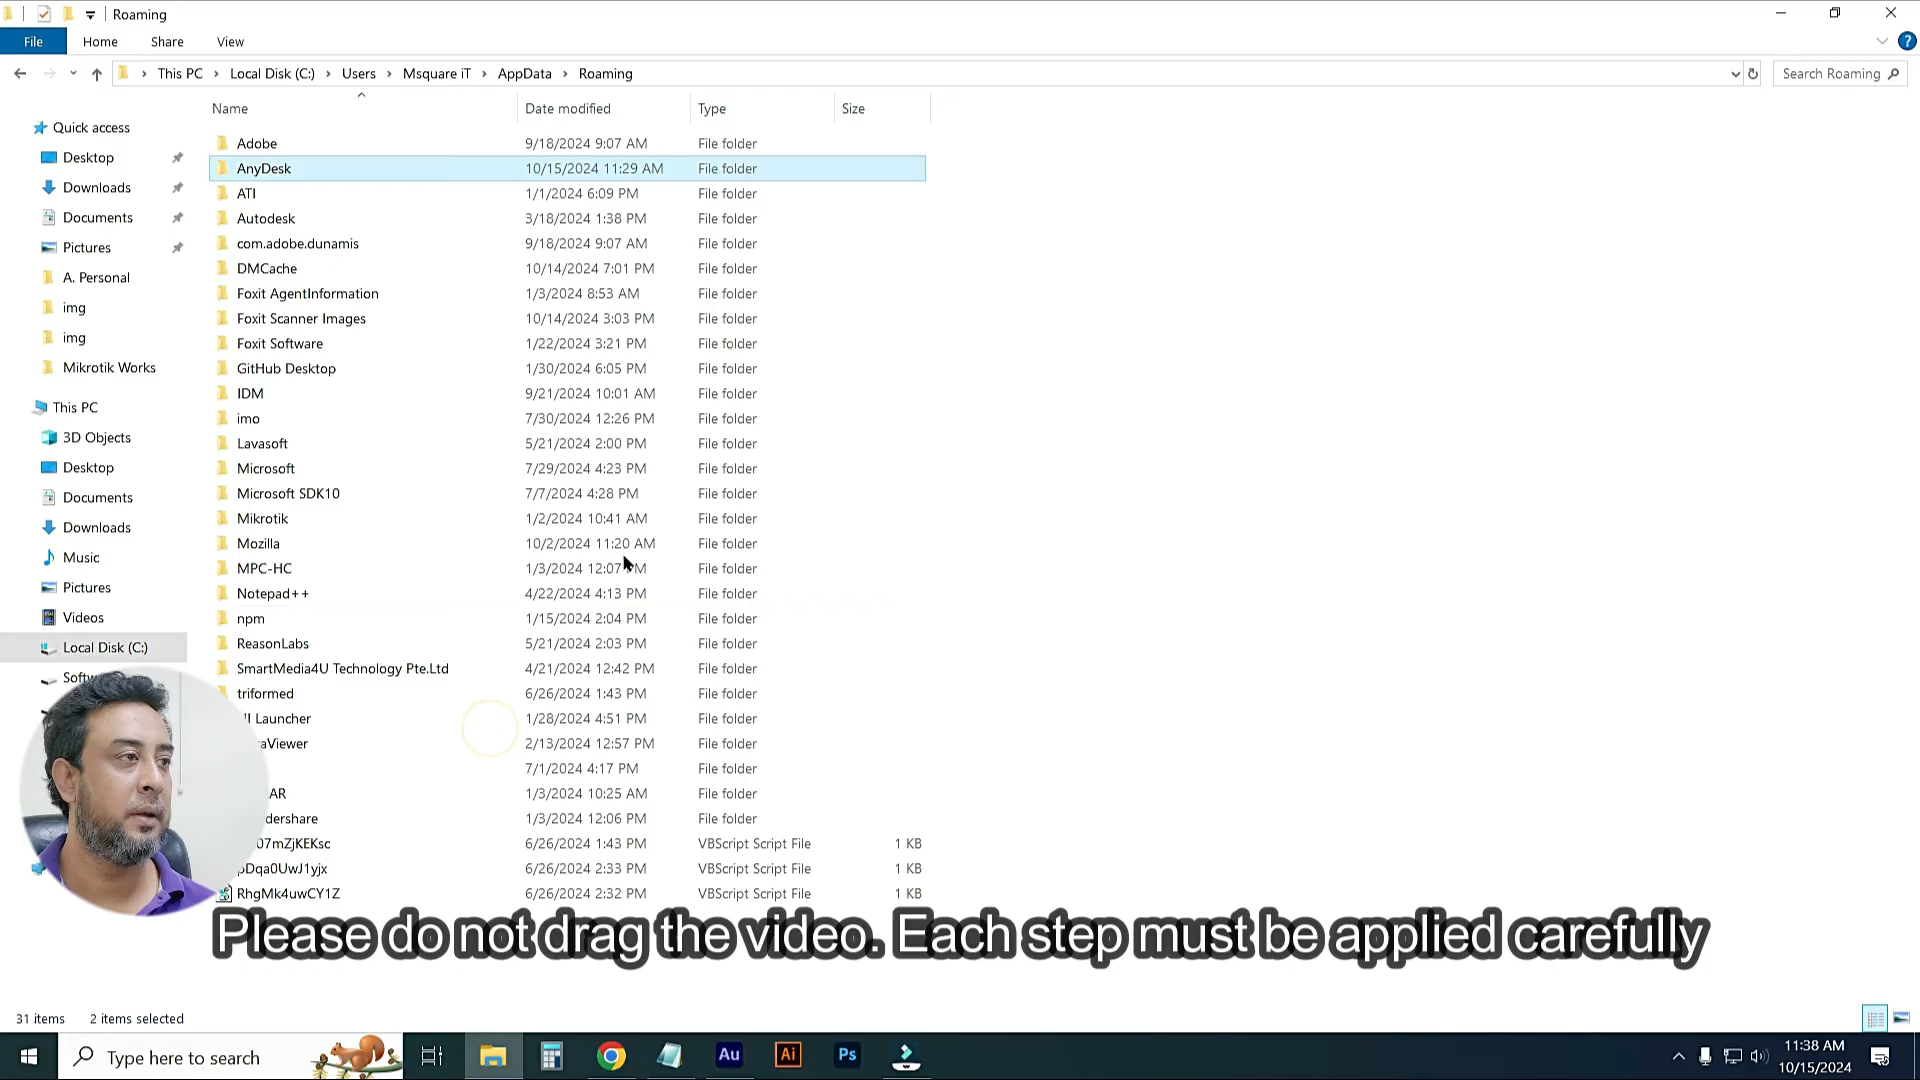 Roaming
File Home Share View
This PC Local Disk (C:) Users Msquare iT AppData Roaming Search Roaming
Name Date modified Type Size
Quick access
Desktop
Downloads
Documents
Pictures
A. Personal
img
img
Mikrotik Works
This PC
3D Objects
Desktop
Documents
Downloads
Music
Pictures
Videos
Local Disk (C:)
Adobe 9/18/2024 9:07 AM File folder
AnyDesk 10/15/2024 11:29 AM File folder
ATI 1/1/2024 6:09 PM File folder
Autodesk 3/18/2024 1:38 PM File folder
com.adobe.dunamis 9/18/2024 9:07 AM File folder
DMCache 10/14/2024 7:01 PM File folder
Foxit AgentInformation 1/3/2024 8:53 AM File folder
Foxit Scanner Images 10/14/2024 3:03 PM File folder
Foxit Software 1/22/2024 3:21 PM File folder
GitHub Desktop 1/30/2024 6:05 PM File folder
IDM 9/21/2024 10:01 AM File folder
imo 7/30/2024 12:26 PM File folder
Lavasoft 5/21/2024 2:00 PM File folder
Microsoft 7/29/2024 4:23 PM File folder
Microsoft SDK10 7/7/2024 4:28 PM File folder
Mikrotik 1/2/2024 10:41 AM File folder
Mozilla 10/2/2024 11:20 AM File folder
MPC-HC 1/3/2024 12:07 PM File folder
Notepad++ 4/22/2024 4:13 PM File folder
npm 1/15/2024 2:04 PM File folder
ReasonLabs 5/21/2024 2:03 PM File folder
SmartMedia4U Technology Pte.Ltd 4/21/2024 12:42 PM File folder
triformed 6/26/2024 1:43 PM File folder
Launcher 1/28/2024 4:51 PM File folder
aViewer 2/13/2024 12:57 PM File folder
7/1/2024 4:17 PM File folder
AR 1/3/2024 10:25 AM File folder
dershare 1/3/2024 12:06 PM File folder
07mZjKEKsc 6/26/2024 1:43 PM VBScript Script File 1 KB
Dqa0UwJ1yjx 6/26/2024 2:33 PM VBScript Script File 1 KB
RhgMk4uwCY1Z 6/26/2024 2:32 PM VBScript Script File 1 KB
Please do not drag the video. Each step must be applied carefully
31 items 2 items selected
Type here to search Au Ai Ps 11:38 AM
10/15/2024